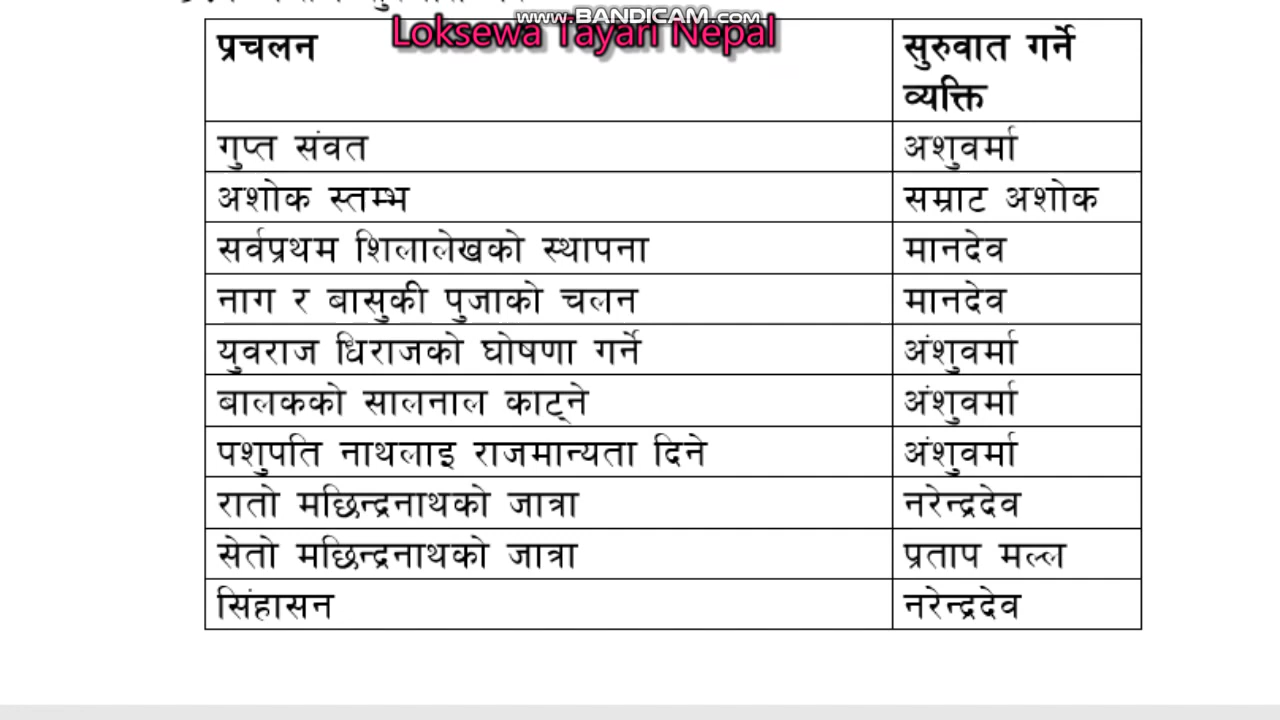 www.BANDICAM.com
Loksewa Tayari Nepal
प्रचलन
सुरुवात गर्ने
व्यक्ति
गुप्त संवत
अशुवर्मा
अशोक स्तम्भ
सम्राट अशोक
सर्वप्रथम शिलालेखको स्थापना
मानदेव
नाग र बासुकी पुजाको चलन
मानदेव
युवराज धिराजको घोषणा गर्ने
अंशुवर्मा
बालकको सालनाल काट्ने
अंशुवर्मा
पशुपति नाथलाइ राजमान्यता दिने
अंशुवर्मा
रातो मछिन्द्रनाथको जात्रा
नरेन्द्रदेव
सेतो मछिन्द्रनाथको जात्रा
प्रताप मल्ल
सिंहासन
नरेन्द्रदेव